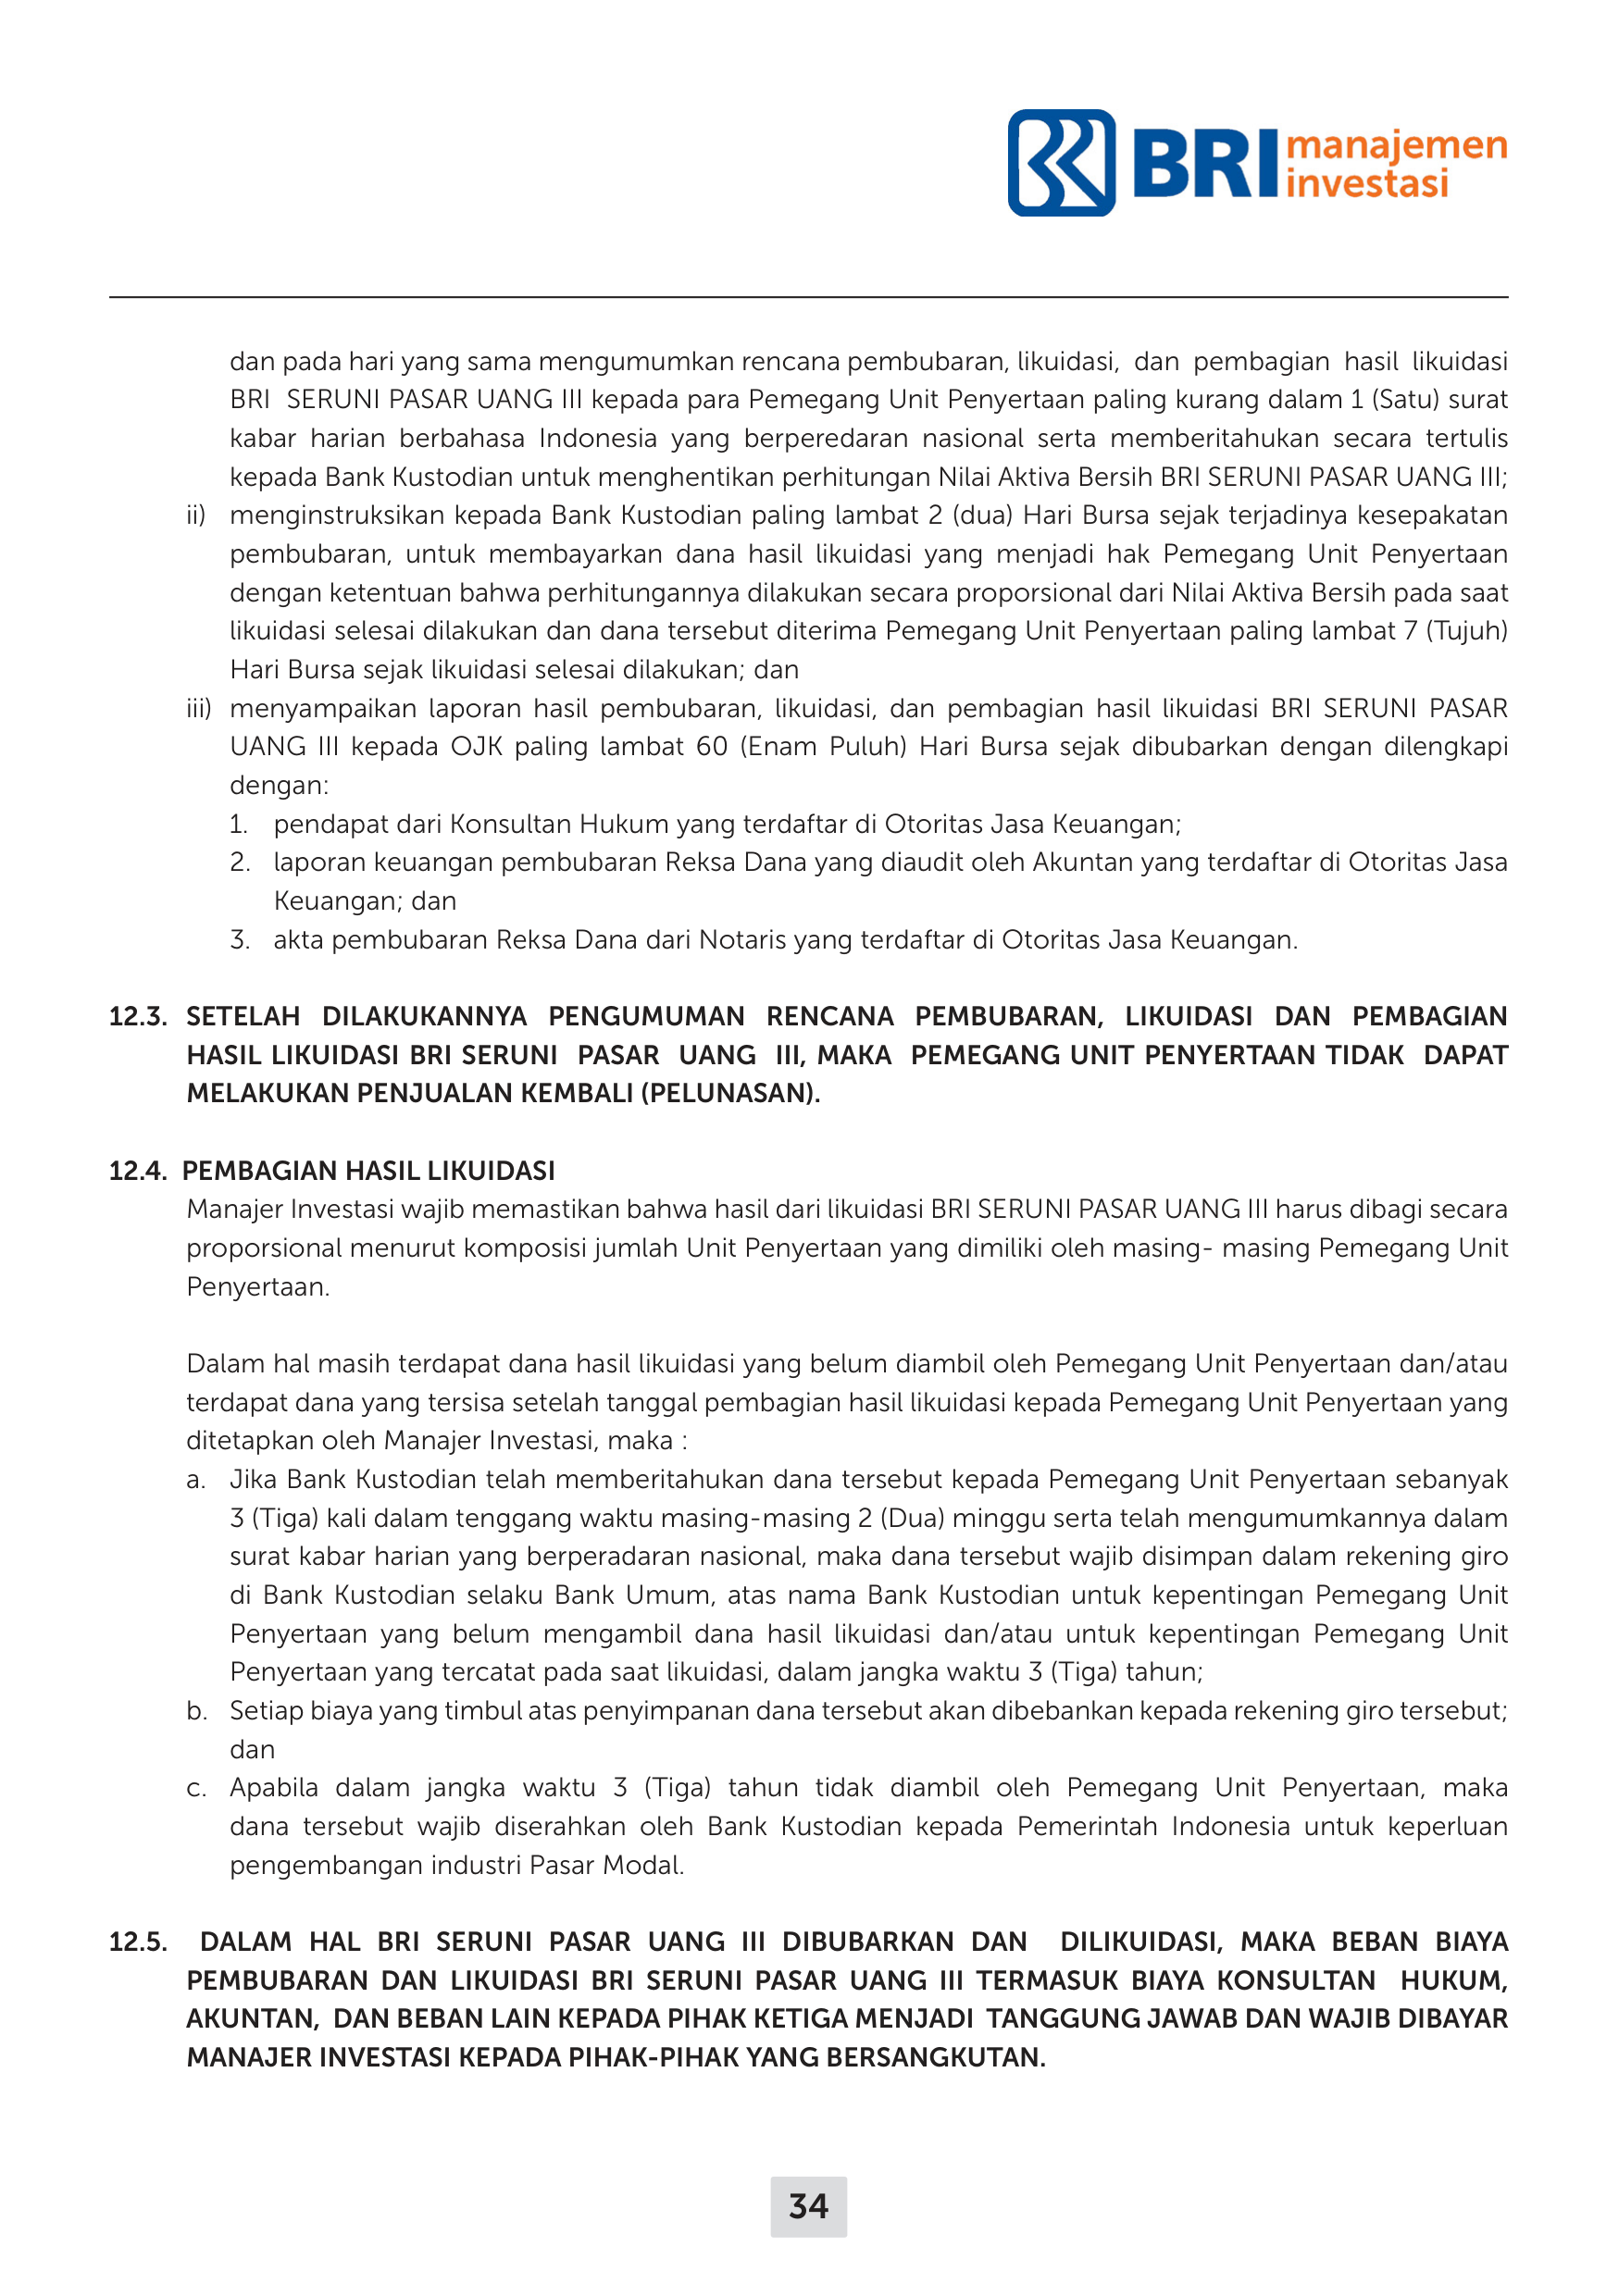 BRI manajemen
investasi
dan pada hari yang sama mengumumkan rencana pembubaran, likuidasi, dan pembagian hasil likuidasi
BRI SERUNI PASAR UANG III kepada para Pemegang Unit Penyertaan paling kurang dalam 1 (Satu) surat
kabar harian berbahasa Indonesia yang berperedaran nasional serta memberitahukan secara tertulis
kepada Bank Kustodian untuk menghentikan perhitungan Nilai Aktiva Bersih BRI SERUNI PASAR UANG III;
ii) menginstruksikan kepada Bank Kustodian paling lambat 2 (dua) Hari Bursa sejak terjadinya kesepakatan
pembubaran, untuk membayarkan dana hasil likuidasi yang menjadi hak Pemegang Unit Penyertaan
dengan ketentuan bahwa perhitungannya dilakukan secara proporsional dari Nilai Aktiva Bersih pada saat
likuidasi selesai dilakukan dan dana tersebut diterima Pemegang Unit Penyertaan paling lambat 7 (Tujuh)
Hari Bursa sejak likuidasi selesai dilakukan; dan
iii) menyampaikan laporan hasil pembubaran, likuidasi, dan pembagian hasil likuidasi BRI SERUNI PASAR
UANG III kepada OJK paling lambat 60 (Enam Puluh) Hari Bursa sejak dibubarkan dengan dilengkapi
dengan:
1. pendapat dari Konsultan Hukum yang terdaftar di Otoritas Jasa Keuangan;
2. laporan keuangan pembubaran Reksa Dana yang diaudit oleh Akuntan yang terdaftar di Otoritas Jasa
Keuangan; dan
3. akta pembubaran Reksa Dana dari Notaris yang terdaftar di Otoritas Jasa Keuangan.
12.3. SETELAH DILAKUKANNYA PENGUMUMAN RENCANA PEMBUBARAN, LIKUIDASI DAN PEMBAGIAN
HASIL LIKUIDASI BRI SERUNI PASAR UANG III, MAKA PEMEGANG UNIT PENYERTAAN TIDAK DAPAT
MELAKUKAN PENJUALAN KEMBALI (PELUNASAN).
12.4. PEMBAGIAN HASIL LIKUIDASI
Manajer Investasi wajib memastikan bahwa hasil dari likuidasi BRI SERUNI PASAR UANG III harus dibagi secara
proporsional menurut komposisi jumlah Unit Penyertaan yang dimiliki oleh masing- masing Pemegang Unit
Penyertaan.
Dalam hal masih terdapat dana hasil likuidasi yang belum diambil oleh Pemegang Unit Penyertaan dan/atau
terdapat dana yang tersisa setelah tanggal pembagian hasil likuidasi kepada Pemegang Unit Penyertaan yang
ditetapkan oleh Manajer Investasi, maka :
a. Jika Bank Kustodian telah memberitahukan dana tersebut kepada Pemegang Unit Penyertaan sebanyak
3 (Tiga) kali dalam tenggang waktu masing-masing 2 (Dua) minggu serta telah mengumumkannya dalam
surat kabar harian yang berperadaran nasional, maka dana tersebut wajib disimpan dalam rekening giro
di Bank Kustodian selaku Bank Umum, atas nama Bank Kustodian untuk kepentingan Pemegang Unit
Penyertaan yang belum mengambil dana hasil likuidasi dan/atau untuk kepentingan Pemegang Unit
Penyertaan yang tercatat pada saat likuidasi, dalam jangka waktu 3 (Tiga) tahun;
b. Setiap biaya yang timbul atas penyimpanan dana tersebut akan dibebankan kepada rekening giro tersebut;
dan
c. Apabila dalam jangka waktu 3 (Tiga) tahun tidak diambil oleh Pemegang Unit Penyertaan, maka
dana tersebut wajib diserahkan oleh Bank Kustodian kepada Pemerintah Indonesia untuk keperluan
pengembangan industri Pasar Modal.
12.5. DALAM HAL BRI SERUNI PASAR UANG III DIBUBARKAN DAN DILIKUIDASI, MAKA BEBAN BIAYA
PEMBUBARAN DAN LIKUIDASI BRI SERUNI PASAR UANG III TERMASUK BIAYA KONSULTAN HUKUM,
AKUNTAN, DAN BEBAN LAIN KEPADA PIHAK KETIGA MENJADI TANGGUNG JAWAB DAN WAJIB DIBAYAR
MANAJER INVESTASI KEPADA PIHAK-PIHAK YANG BERSANGKUTAN.
34